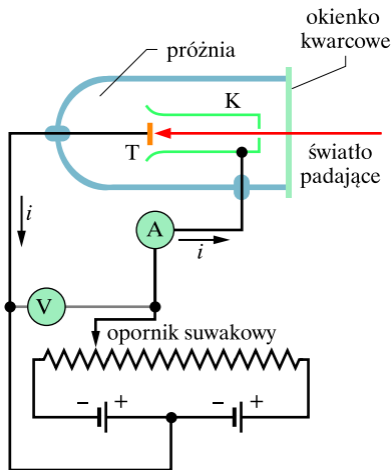 okienko
kwarcowe
próżnia
K
T
światło
padające
i
A
i
V
opornik suwakowy
– + – +